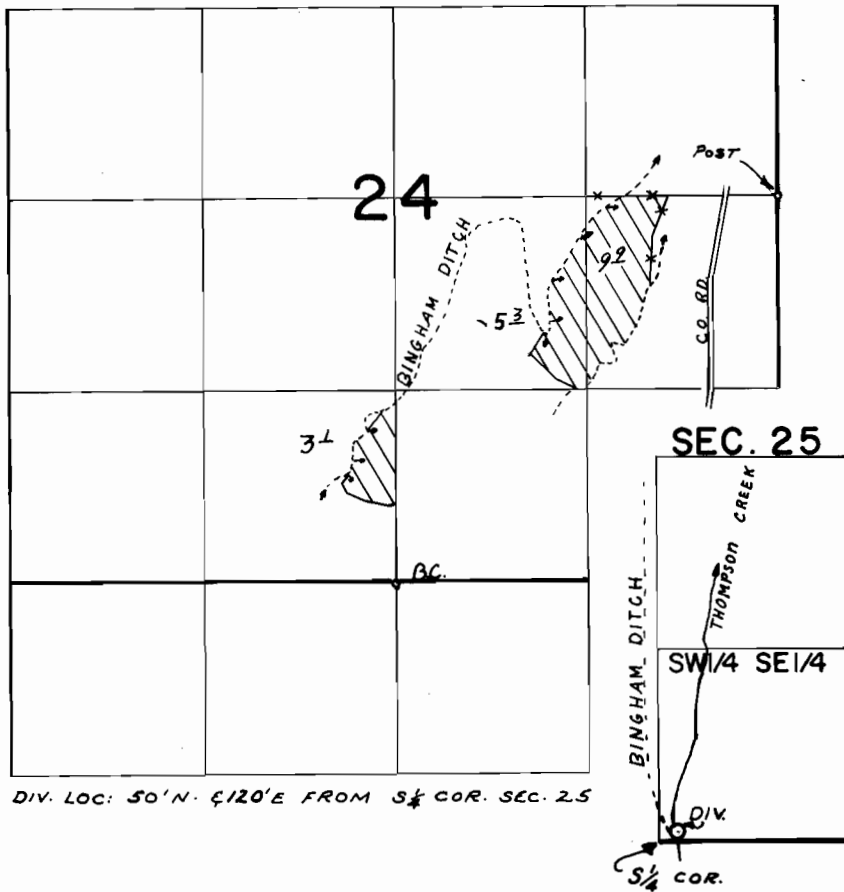 POST
24
BINGHAM DITCH
9 2
5 3
CO. RD.
3 1
SEC. 25
THOMPSON CREEK
B.C.
BINGHAM DITCH
SW1/4 SE1/4
DIV. LOC: 50'N. & 120'E FROM S¼ COR. SEC. 25
DIV.
S¼ COR.